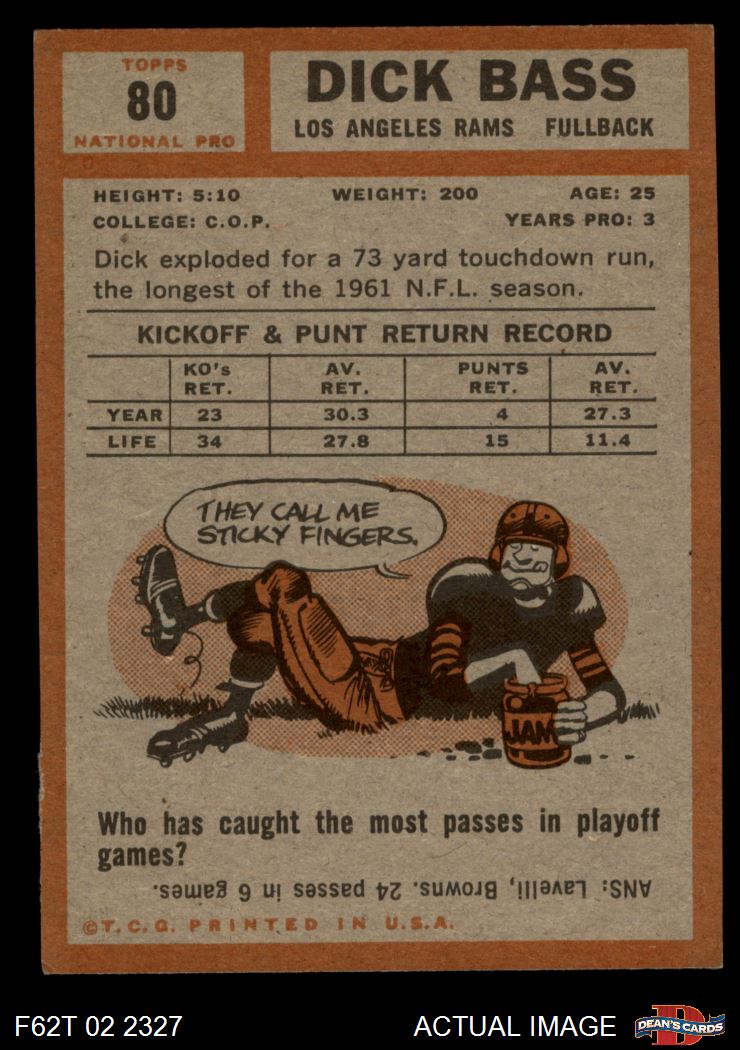 TOPPS
80
NATIONAL PRO
DICK BASS
LOS ANGELES RAMS FULLBACK
HEIGHT: 5:10 WEIGHT: 200 AGE: 25
COLLEGE: C.O.P. YEARS PRO: 3
Dick exploded for a 73 yard touchdown run,
the longest of the 1961 N.F.L. season.
KICKOFF & PUNT RETURN RECORD
KO's RET. AV. RET. PUNTS RET. AV. RET.
YEAR 23 30.3 4 27.3
LIFE 34 27.8 15 11.4
THEY CALL ME
STICKY FINGERS.
JAM
Who has caught the most passes in playoff
games?
ANS: Lavelli, Browns. 24 passes in 6 games.
©T.C.G. PRINTED IN U.S.A.
F62T 02 2327 ACTUAL IMAGE
DEAN'S CARDS